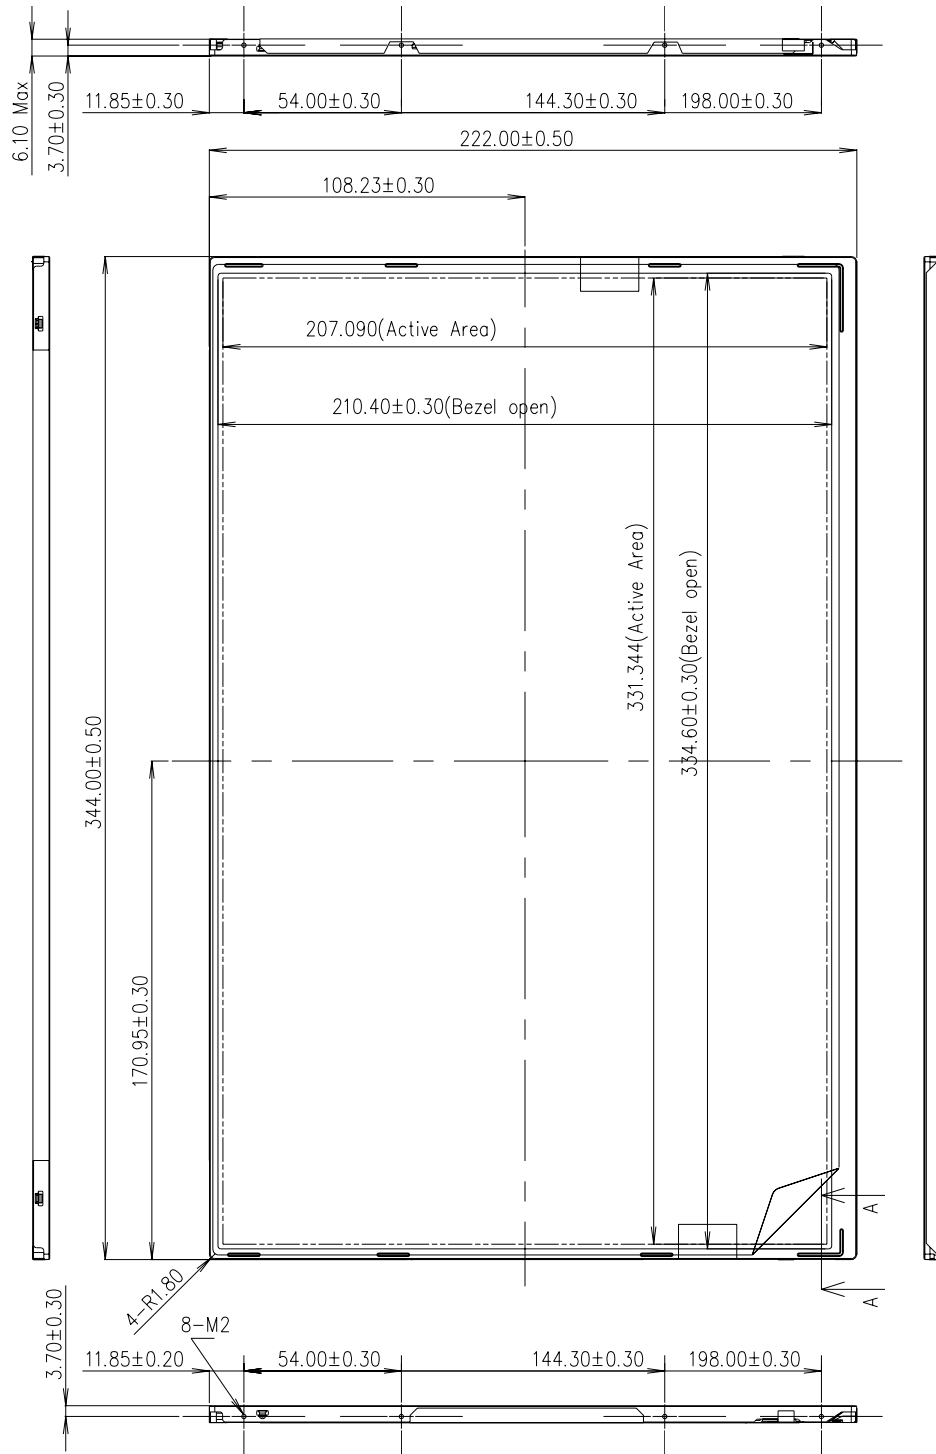 6.10 Max
3.70±0.30
11.85±0.30
54.00±0.30
144.30±0.30
198.00±0.30
222.00±0.50
108.23±0.30
207.090(Active Area)
210.40±0.30(Bezel open)
331.344(Active Area)
334.60±0.30(Bezel open)
344.00±0.50
170.95±0.30
A
A
4-R1.80
8-M2
3.70±0.30
11.85±0.20
54.00±0.30
144.30±0.30
198.00±0.30